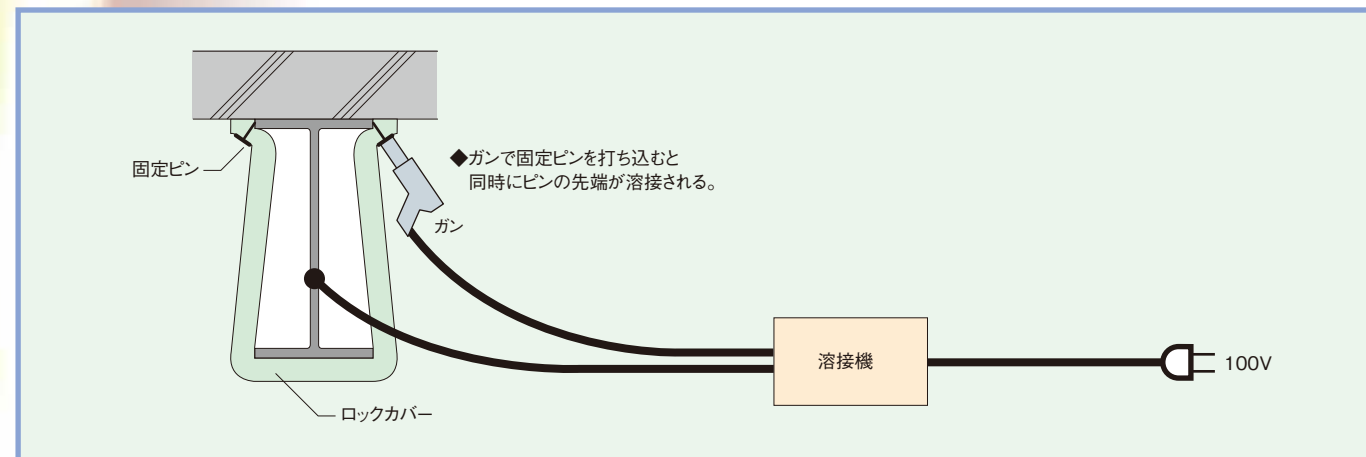 固定ピン
◆ガンで固定ピンを打ち込むと
同時にピンの先端が溶接される。
ガン
溶接機
100V
ロックカバー